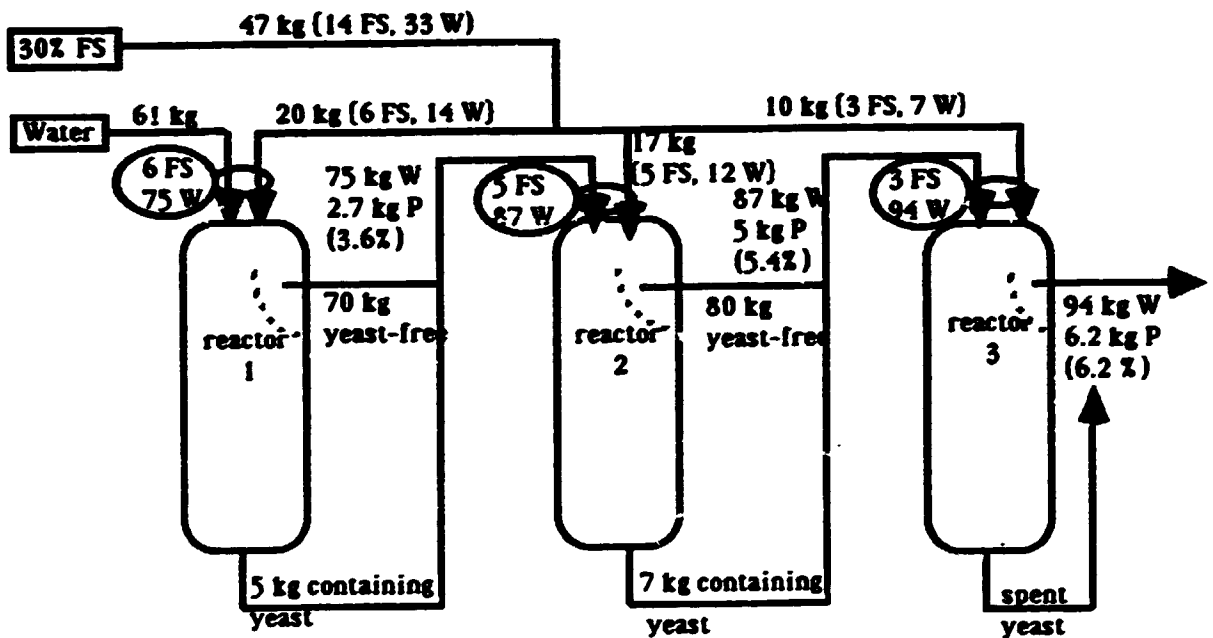 47 kg (14 FS, 33 W)
30% FS
6! kg
20 kg (6 FS, 14 W)
10 kg (3 FS, 7 W)
Water
17 kg
(5 FS, 12 W)
6 FS
75 W
75 kg W
2.7 kg P
(3.6%)
5 FS
87 W
87 kg W
5 kg P
(5.4%)
3 FS
94 W
70 kg
yeast-free
80 kg
yeast-free
94 kg W
6.2 kg P
(6.2 %)
reactor
1
reactor
2
reactor
3
5 kg containing
yeast
7 kg containing
yeast
spent
yeast